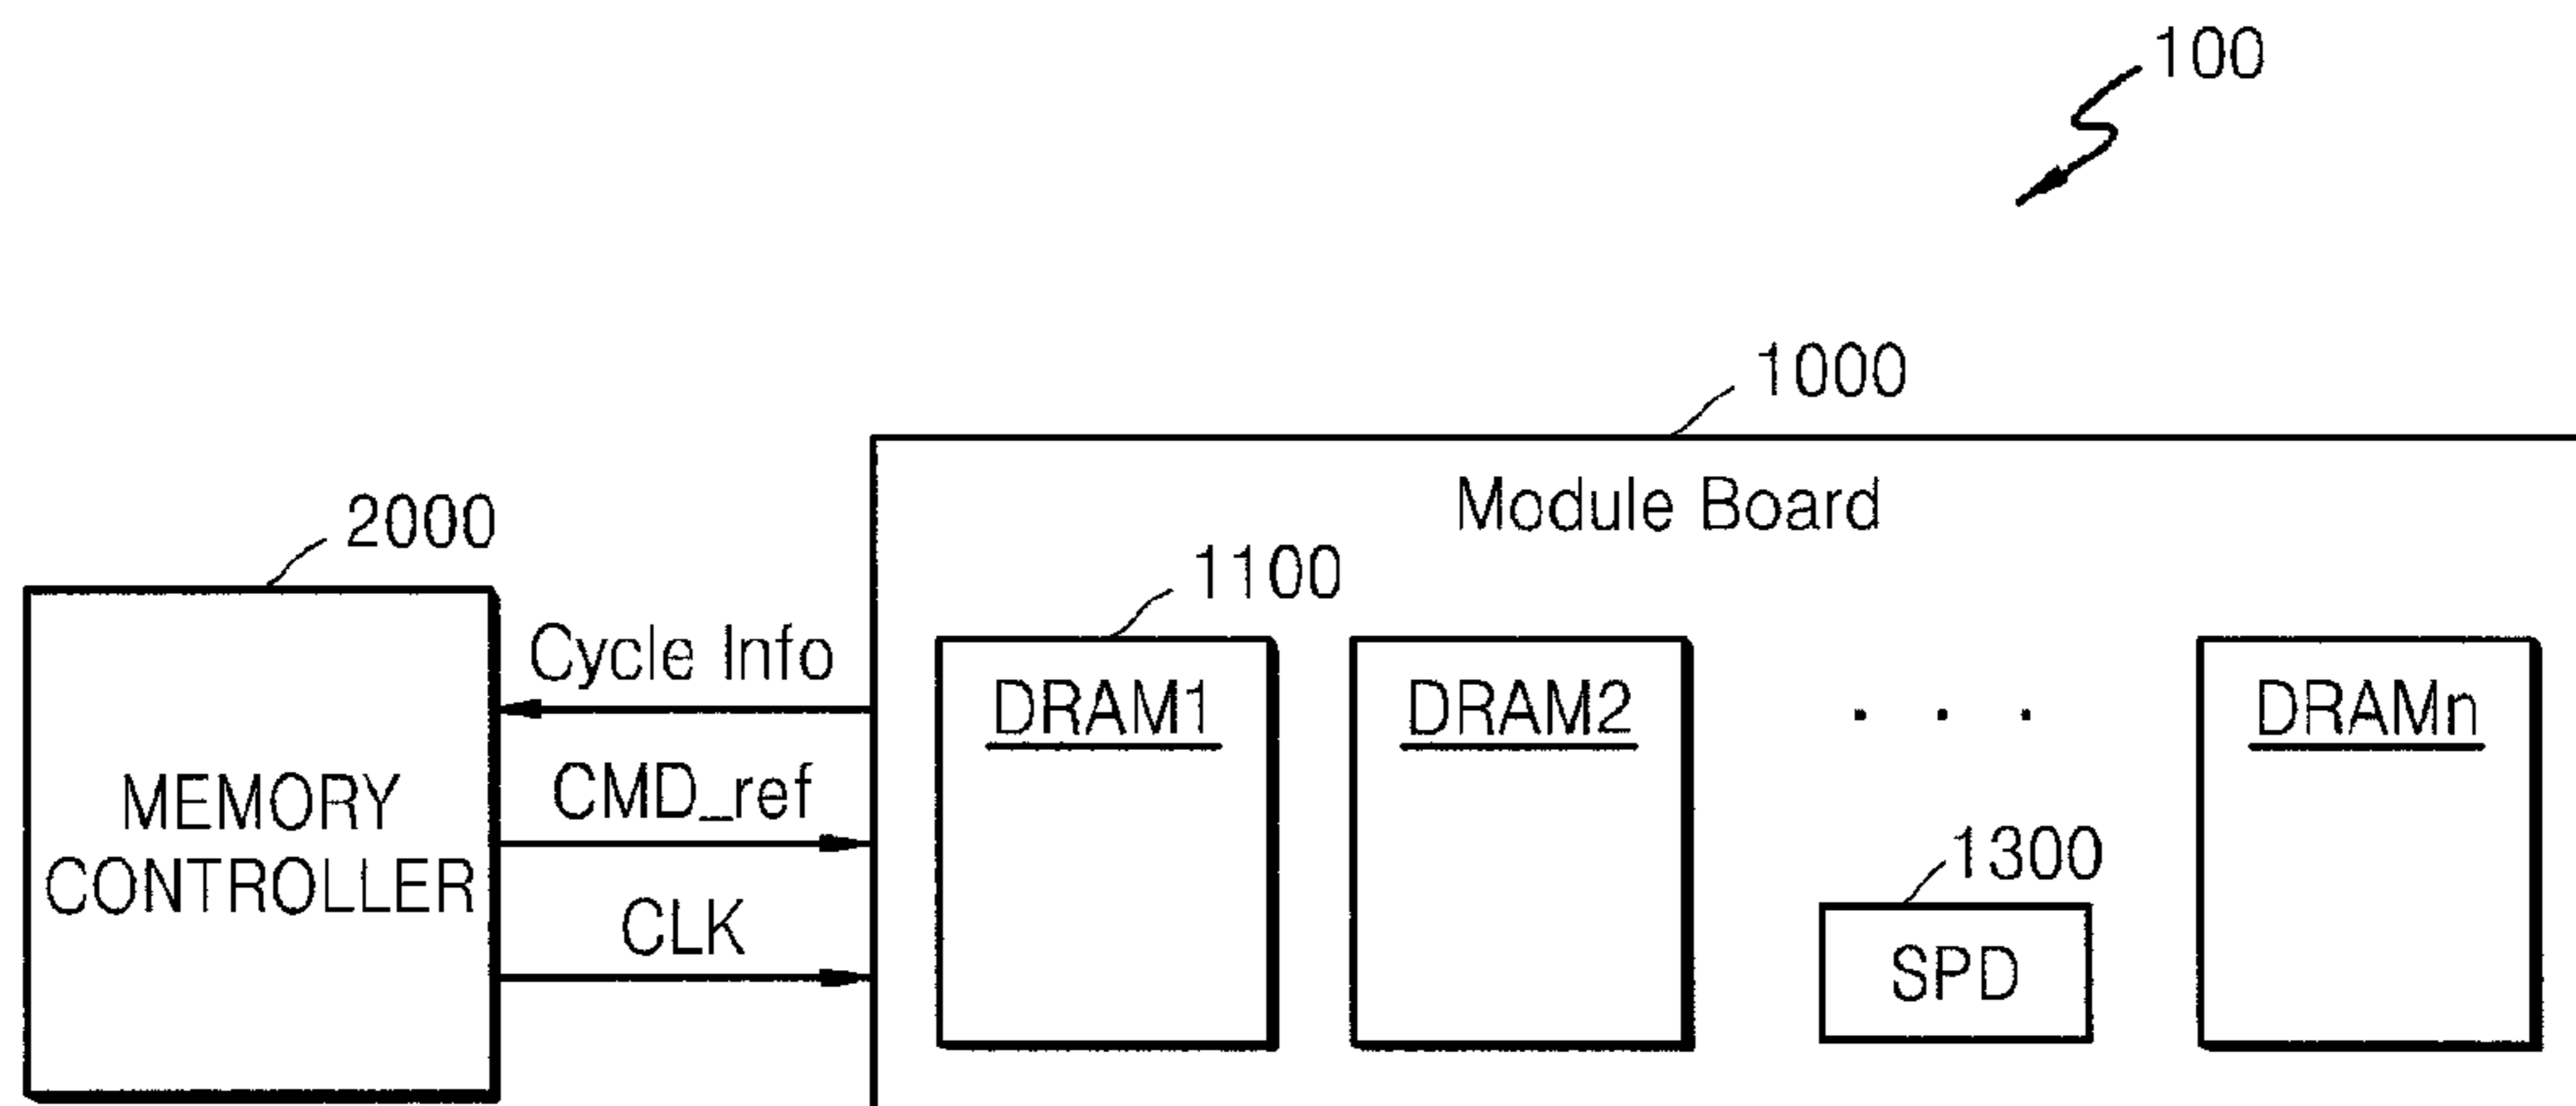 100
1000
Module Board
2000
1100
Cycle Info
DRAM1
DRAM2
. . .
DRAMn
CMD_ref
MEMORY
CONTROLLER
1300
CLK
SPD